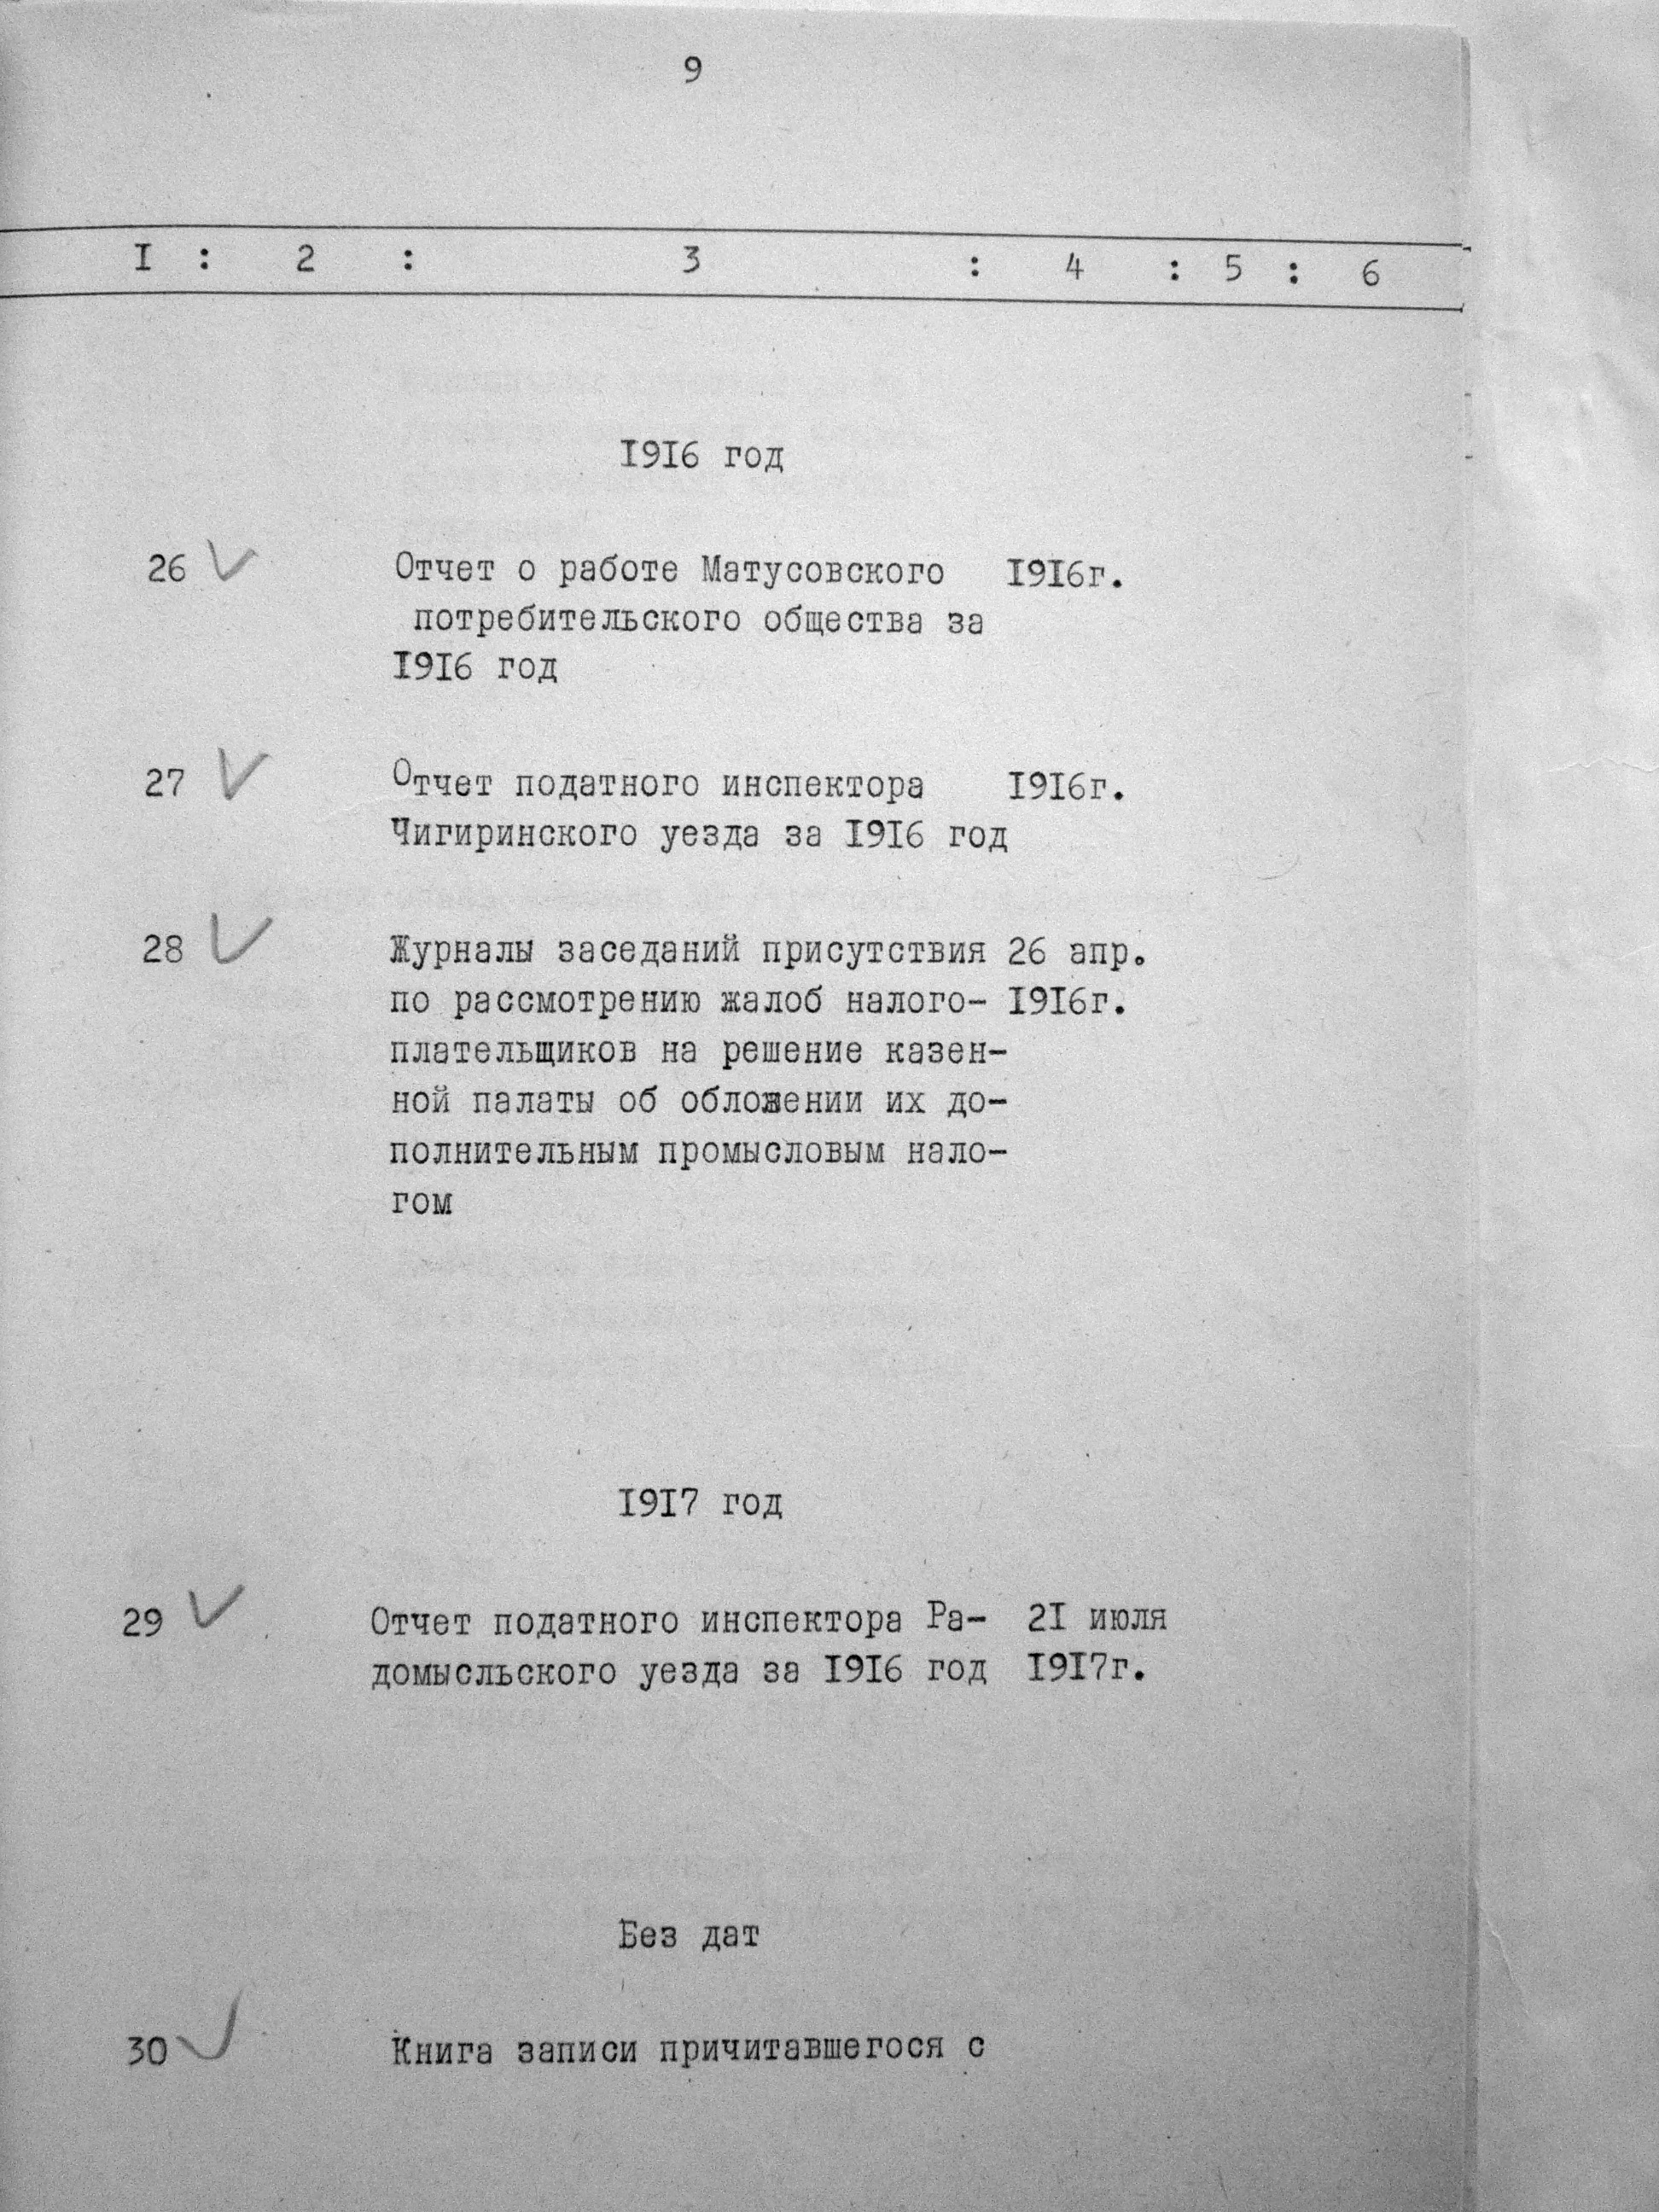 9
I : 2 : 3 : 4 : 5 : 6
I9I6 год
26 Отчет о работе Матусовского I9I6г.
потребительского общества за
I9I6 год
27 Отчет податного инспектора I9I6г.
Чигиринского уезда за I9I6 год
28 Журналы заседаний присутствия 26 апр.
по рассмотрению жалоб налого- I9I6г.
плательщиков на решение казен-
ной палаты об обложении их до-
полнительным промысловым нало-
гом
I9I7 год
29 Отчет податного инспектора Ра- 2I июля
домысльского уезда за I9I6 год I9I7г.
Без дат
30 Книга записи причитавшегося с